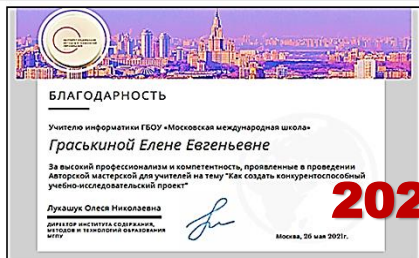 БЛАГОДАРНОСТЬ
Учителю информатики ГБОУ «Московская международная школа»
Граськиной Елене Евгеньевне
За высокий профессионализм и компетентность, проявленные в проведении
Авторской мастерской для учителей на тему "Как создать конкурентоспособный
учебно-исследовательский проект"
202
Лукашук Олеся Николаевна
ДИРЕКТОР ИНСТИТУТА СОДЕРЖАНИЯ,
МЕТОДОВ И ТЕХНОЛОГИЙ ОБРАЗОВАНИЯ
МГПУ
Москва, 26 мая 2021г.